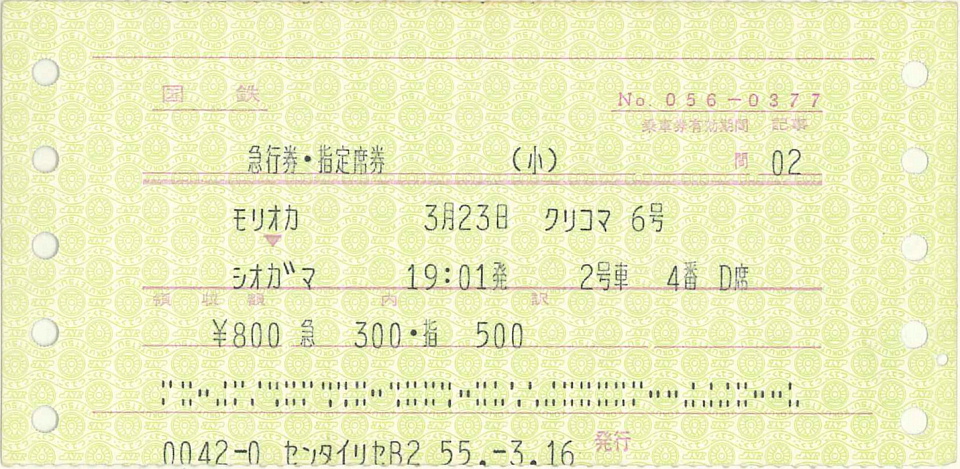 国鉄
No. 056-0377
乗車券有効期間 記事
急行券・指定席券 (小) 間 02
モリオカ 3月23日 クリコマ 6号
シオガマ 19:01発 2号車 4番 D席
領収額 内訳
¥800 急 300・指 500
0042-0 センタイリセB2 55.-3.16 発行